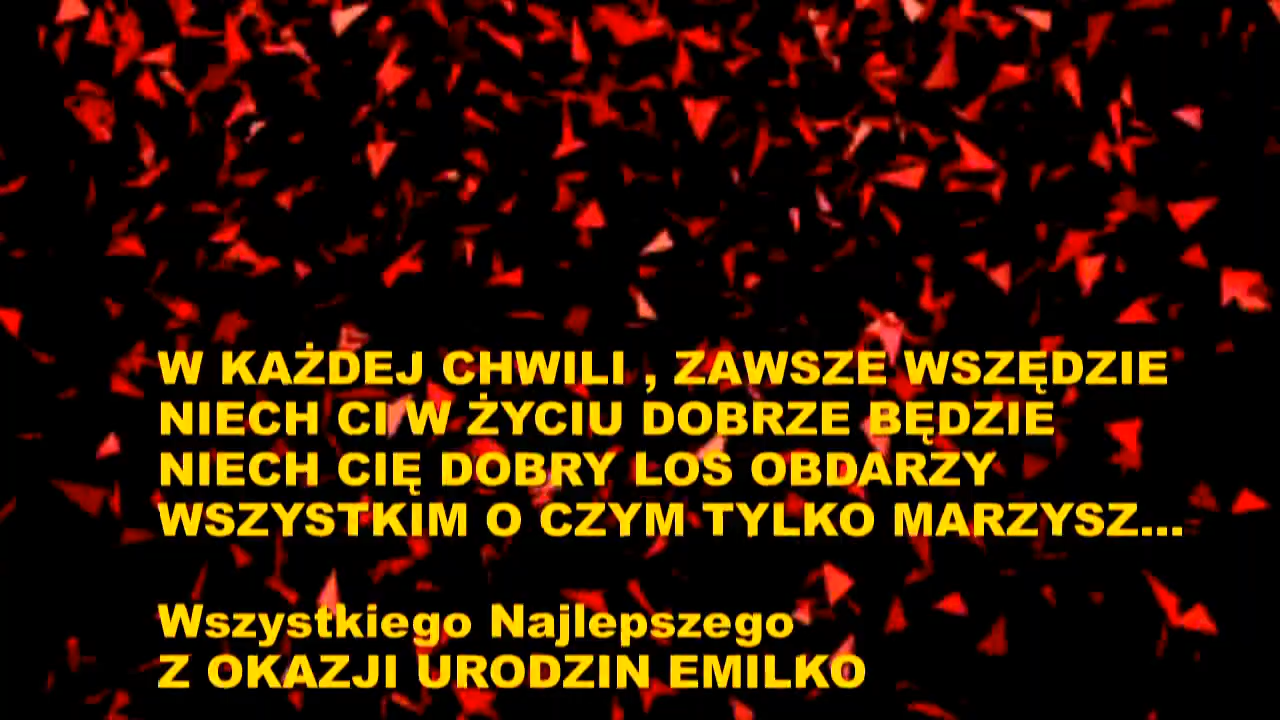 W KAŻDEJ CHWILI , ZAWSZE WSZĘDZIE
NIECH CI W ŻYCIU DOBRZE BĘDZIE
NIECH CIĘ DOBRY LOS OBDARZY
WSZYSTKIM O CZYM TYLKO MARZYSZ...
Wszystkiego Najlepszego
Z OKAZJI URODZIN EMILKO